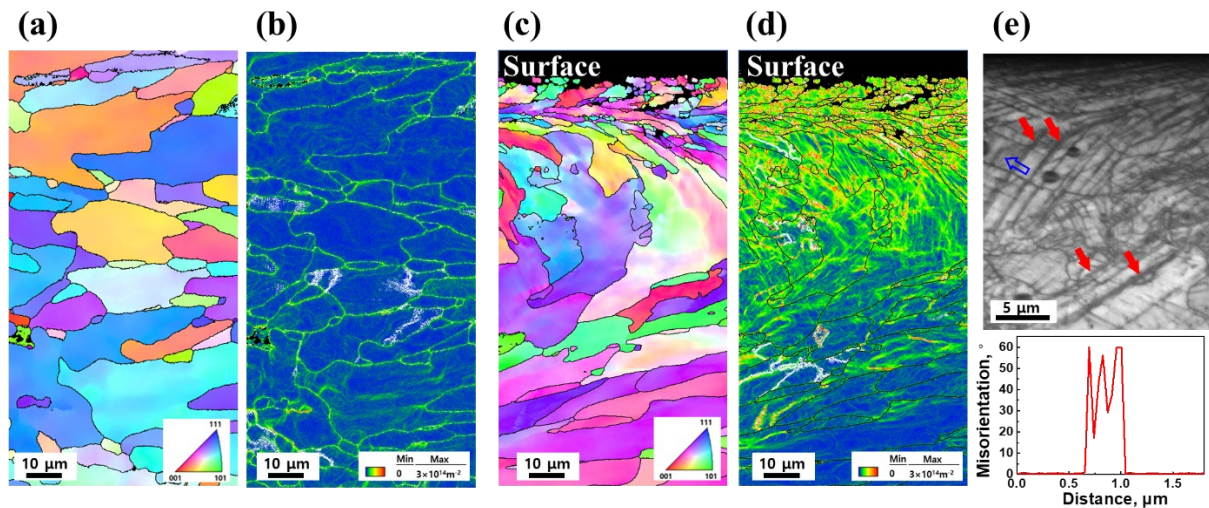 (a)
(b)
(c)
(d)
(e)
Surface
Surface
111
001
101
10 μm
Min
Max
0
3×10¹⁴m⁻²
10 μm
111
001
101
10 μm
Min
Max
0
3×10¹⁴m⁻²
10 μm
5 μm
Misorientation, °
60
50
40
30
20
10
0
0.0
0.5
1.0
1.5
Distance, μm